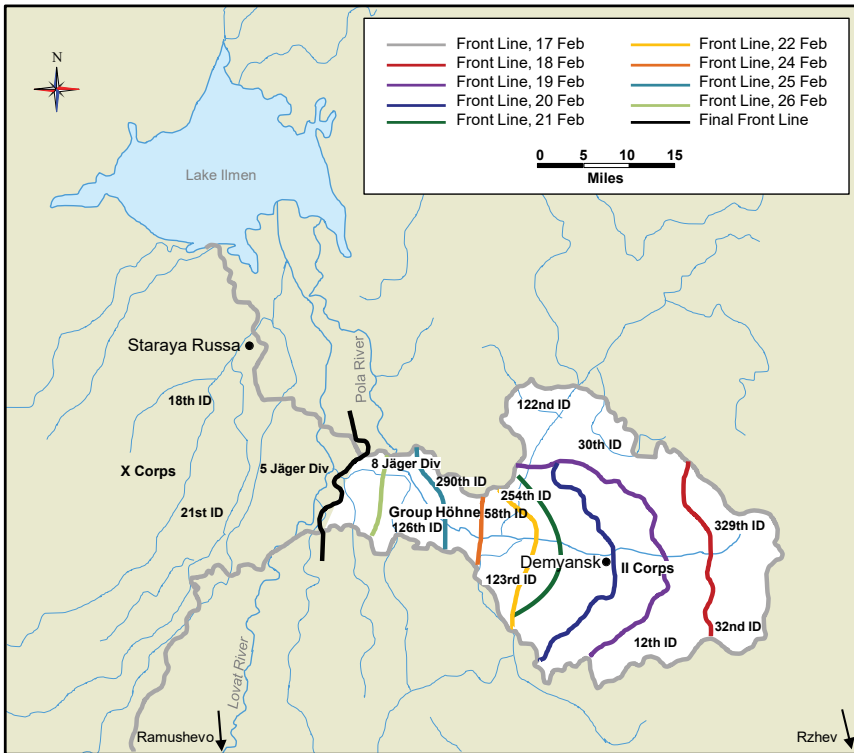 N
Front Line, 17 Feb
Front Line, 18 Feb
Front Line, 19 Feb
Front Line, 20 Feb
Front Line, 21 Feb
Front Line, 22 Feb
Front Line, 24 Feb
Front Line, 25 Feb
Front Line, 26 Feb
Final Front Line
0 5 10 15
Miles
Lake Ilmen
Staraya Russa
Pola River
18th ID
X Corps
21st ID
5 Jäger Div
8 Jäger Div
290th ID
Group Höhne
126th ID
58th ID
254th ID
122nd ID
30th ID
329th ID
Demyansk
II Corps
123rd ID
12th ID
32nd ID
Lovat River
Ramushevo
Rzhev